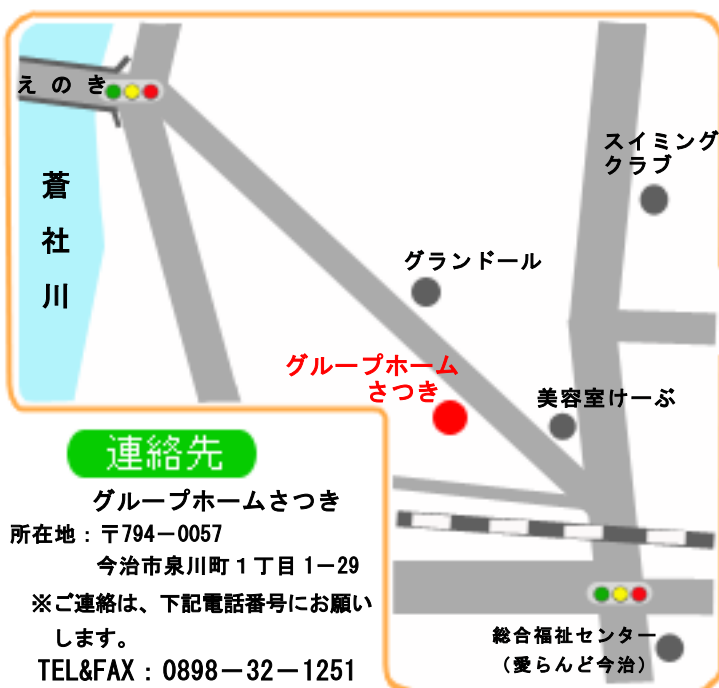 えのき
蒼
社
川
スイミング
クラブ
グランドール
グループホーム
さつき
美容室けーぶ
連絡先
グループホームさつき
所在地：〒794－0057
今治市泉川町１丁目1－29
※ご連絡は、下記電話番号にお願い
します。
TEL&FAX：0898－32－1251
総合福祉センター
（愛らんど今治）